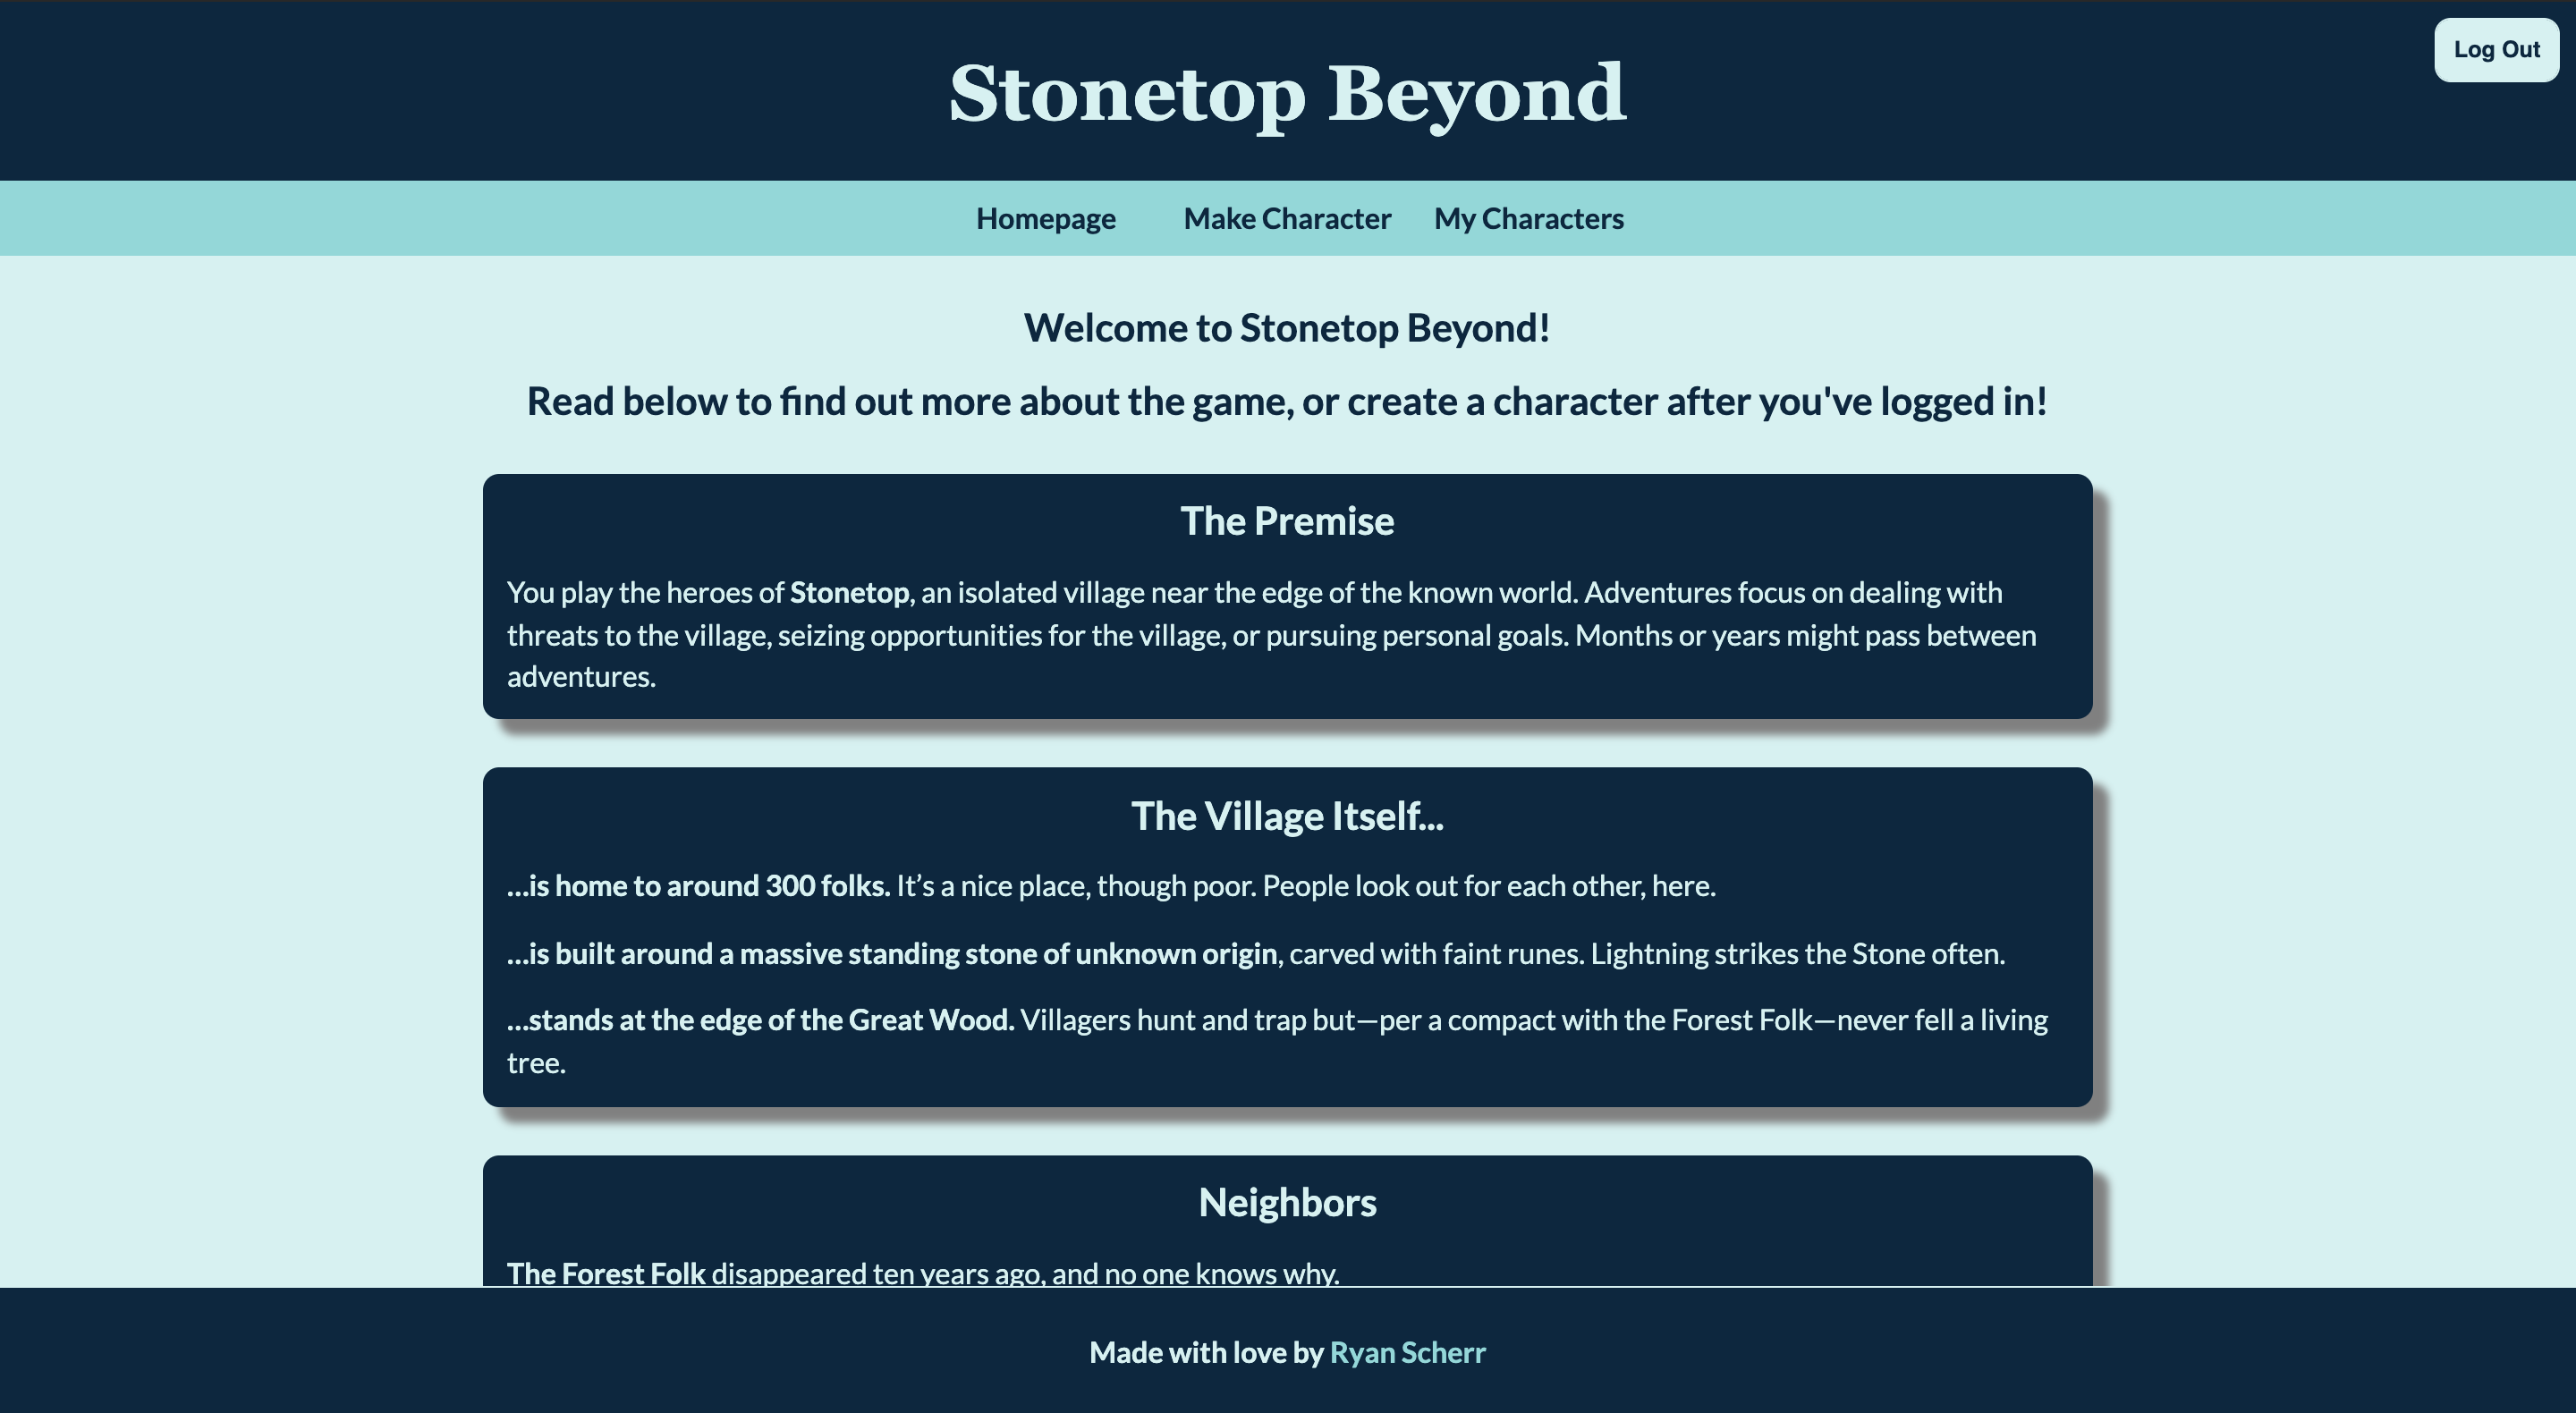 Log Out
Stonetop Beyond
Homepage Make Character My Characters
Welcome to Stonetop Beyond!
Read below to find out more about the game, or create a character after you've logged in!
The Premise
You play the heroes of Stonetop, an isolated village near the edge of the known world. Adventures focus on dealing with
threats to the village, seizing opportunities for the village, or pursuing personal goals. Months or years might pass between
adventures.
The Village Itself...
...is home to around 300 folks. It’s a nice place, though poor. People look out for each other, here.
...is built around a massive standing stone of unknown origin, carved with faint runes. Lightning strikes the Stone often.
...stands at the edge of the Great Wood. Villagers hunt and trap but—per a compact with the Forest Folk—never fell a living
tree.
Neighbors
The Forest Folk disappeared ten years ago, and no one knows why.
Made with love by Ryan Scherr